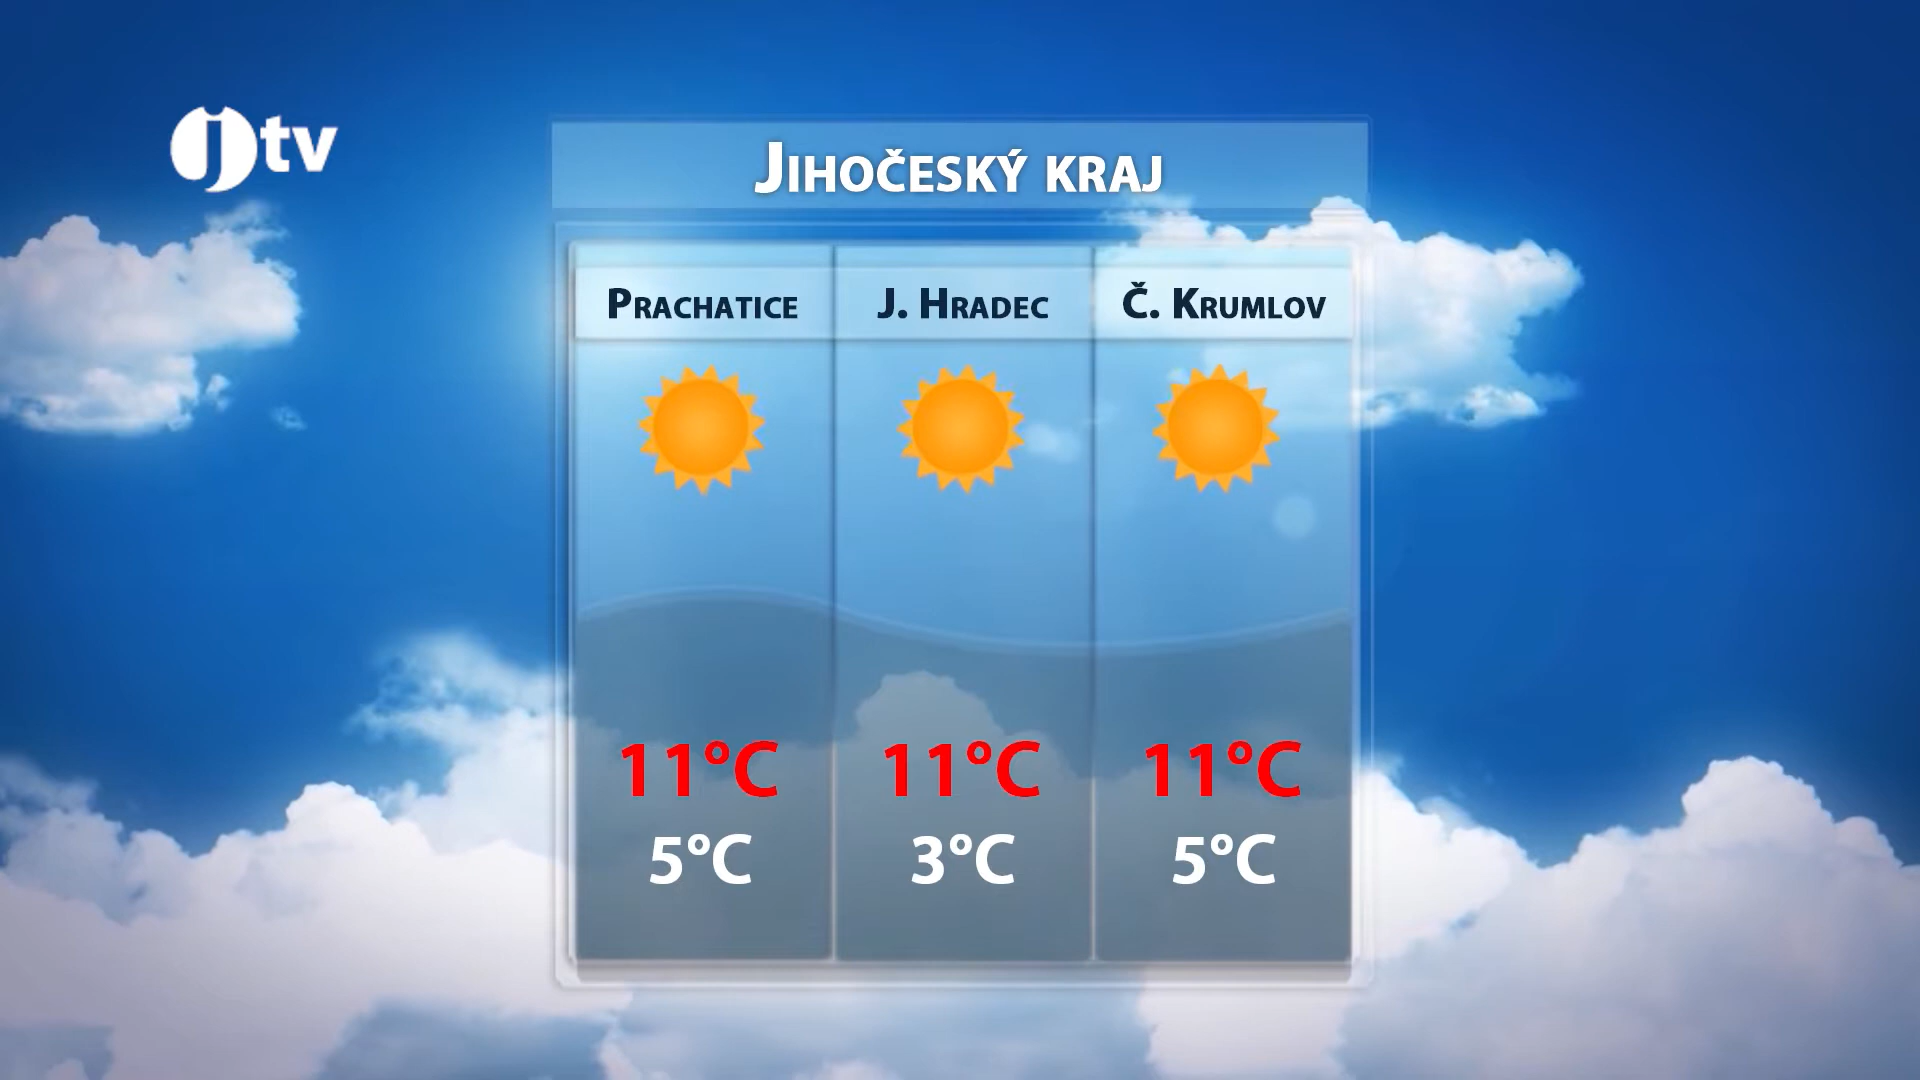 jtv
Jihočeský kraj
Prachatice J. Hradec Č. Krumlov
11°C 11°C 11°C
5°C 3°C 5°C